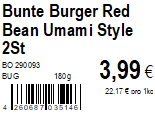 Bunte Burger Red
Bean Umami Style
2St
BO 290093
BUG 180g
3,99 €
22.17 € pro 1kg
4 260687 035146